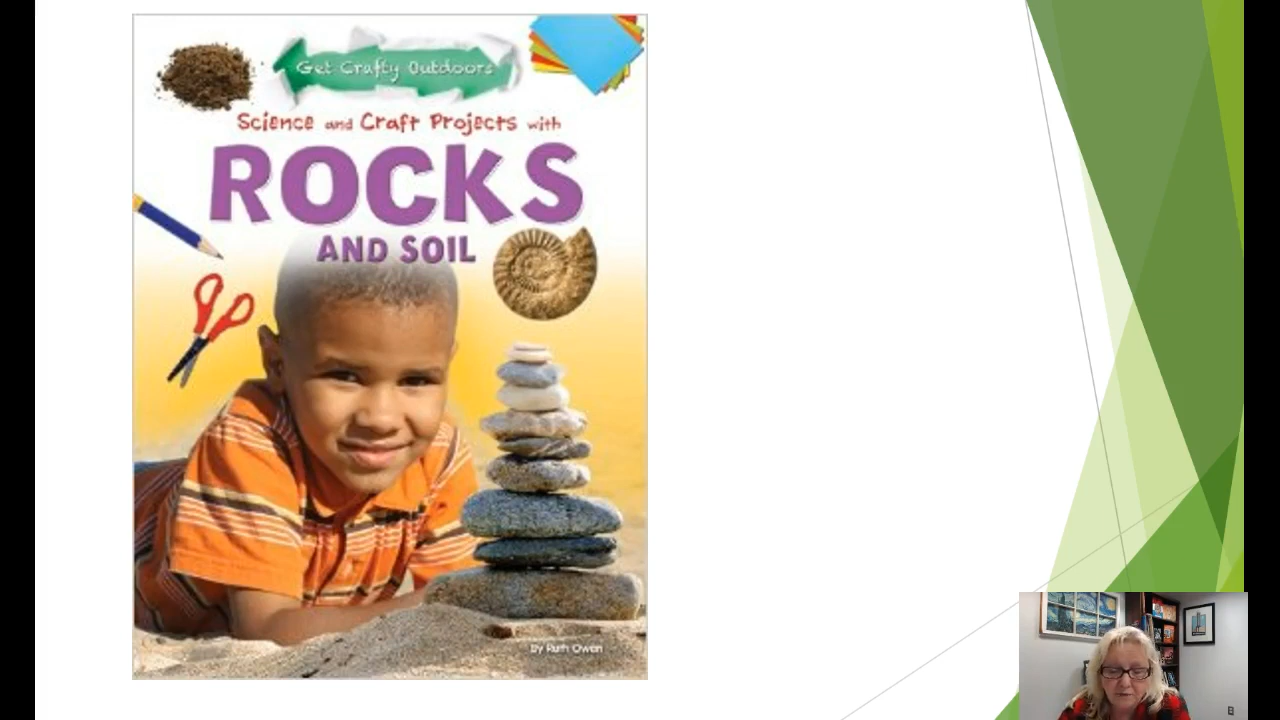 Get Crafty Outdoors
Science and Craft Projects with
ROCKS
AND SOIL
by Ruth Owen